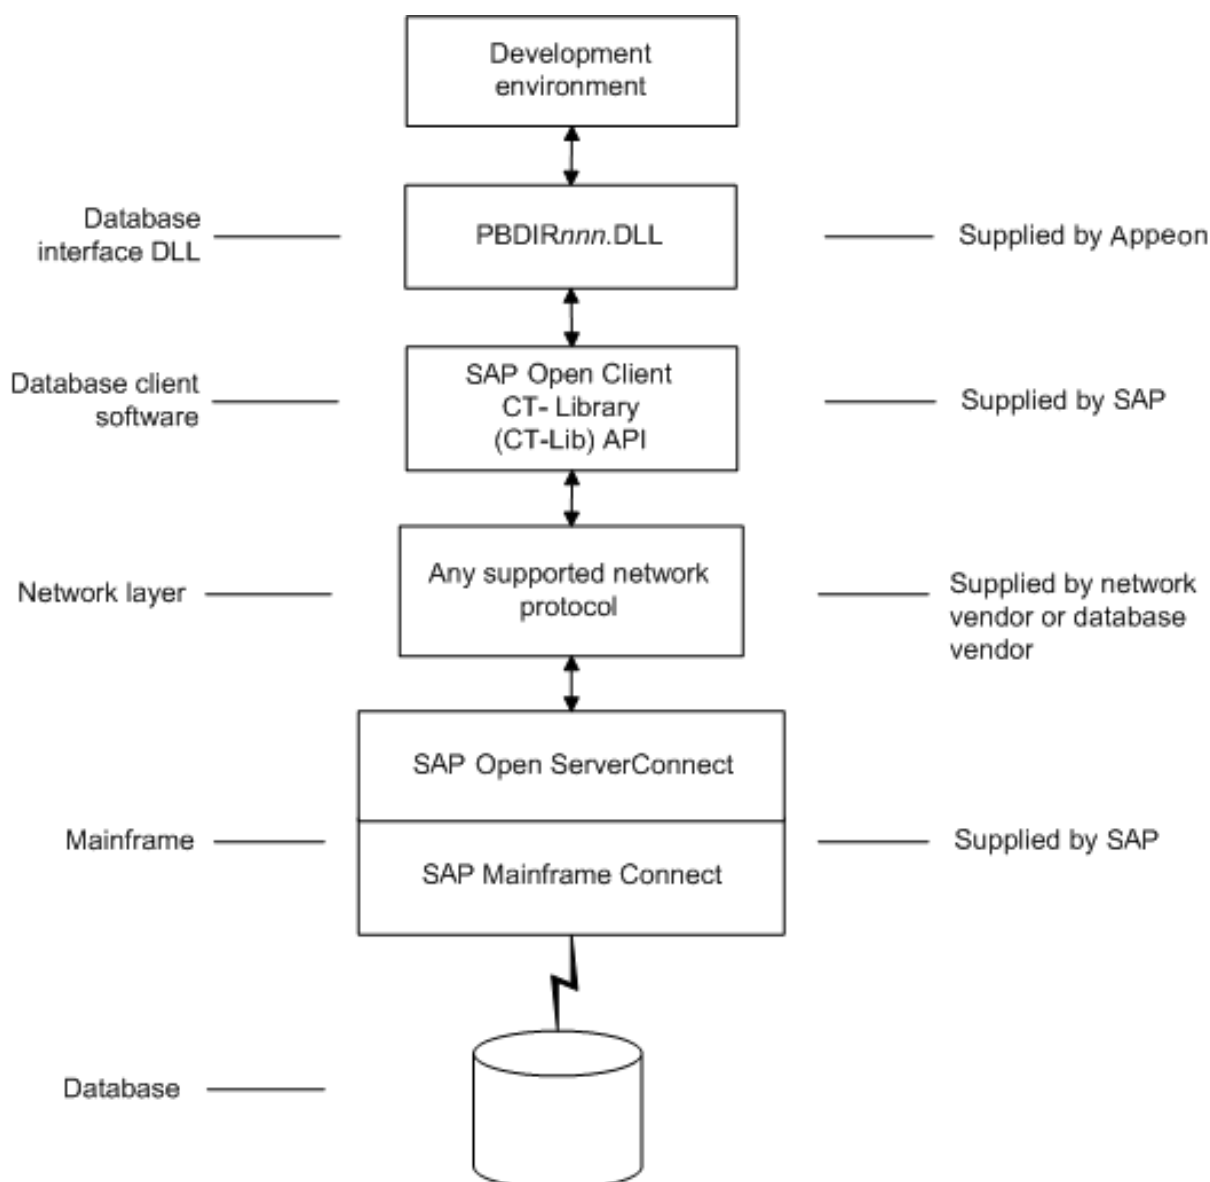 Development
environment
Database
interface DLL
PBDIRnnn.DLL
Supplied by Appeon
Database client
software
SAP Open Client
CT- Library
(CT-Lib) API
Supplied by SAP
Network layer
Any supported network
protocol
Supplied by network
vendor or database
vendor
SAP Open ServerConnect
Mainframe
SAP Mainframe Connect
Supplied by SAP
Database